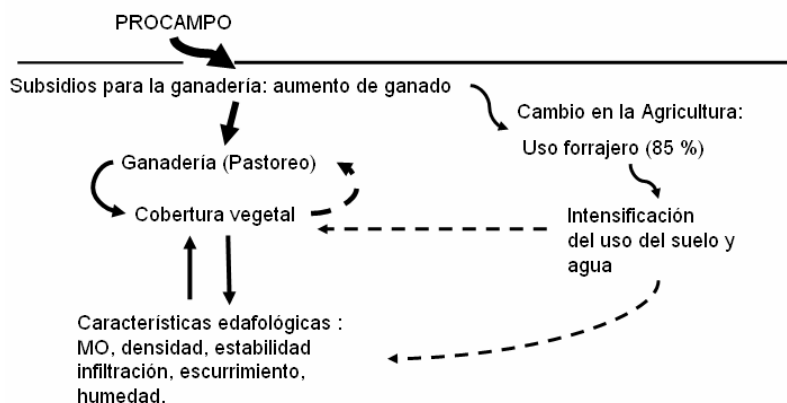 PROCAMPO
Subsidios para la ganadería: aumento de ganado
Cambio en la Agricultura:
Uso forrajero (85 %)
Ganadería (Pastoreo)
Cobertura vegetal
Intensificación
del uso del suelo y
agua
Características edafológicas :
MO, densidad, estabilidad
infiltración, escurrimiento,
humedad.